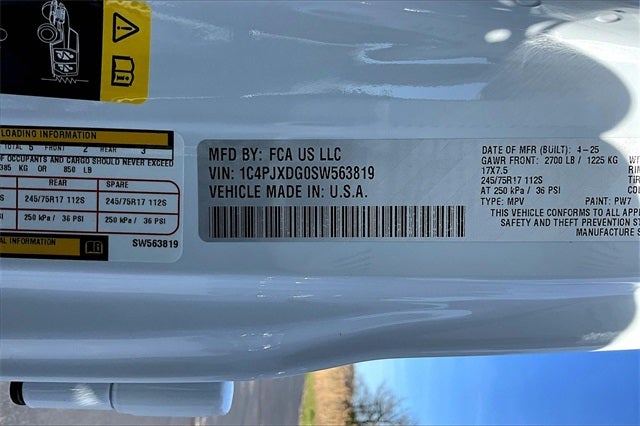 LOADING INFORMATION
TOTAL 5 FRONT 2 REAR 3
OF OCCUPANTS AND CARGO SHOULD NEVER EXCEED
385 KG OR 850 LB
REAR SPARE
245/75R17 112S 245/75R17 112S
250 kPa / 36 PSI 250 kPa / 36 PSI
INFORMATION
SW563819
MFD BY: FCA US LLC
VIN: 1C4PJXDG0SW563819
VEHICLE MADE IN: U.S.A.
DATE OF MFR (BUILT): 4-25
GAWR FRONT: 2700 LB / 1225 KG
17X7.5
245/75R17 112S
AT 250 kPa / 36 PSI
TYPE: MPV PAINT: PW7
THIS VEHICLE CONFORMS TO ALL APP
SAFETY AND THEFT PREVENTION ST
MANUFACTURE S